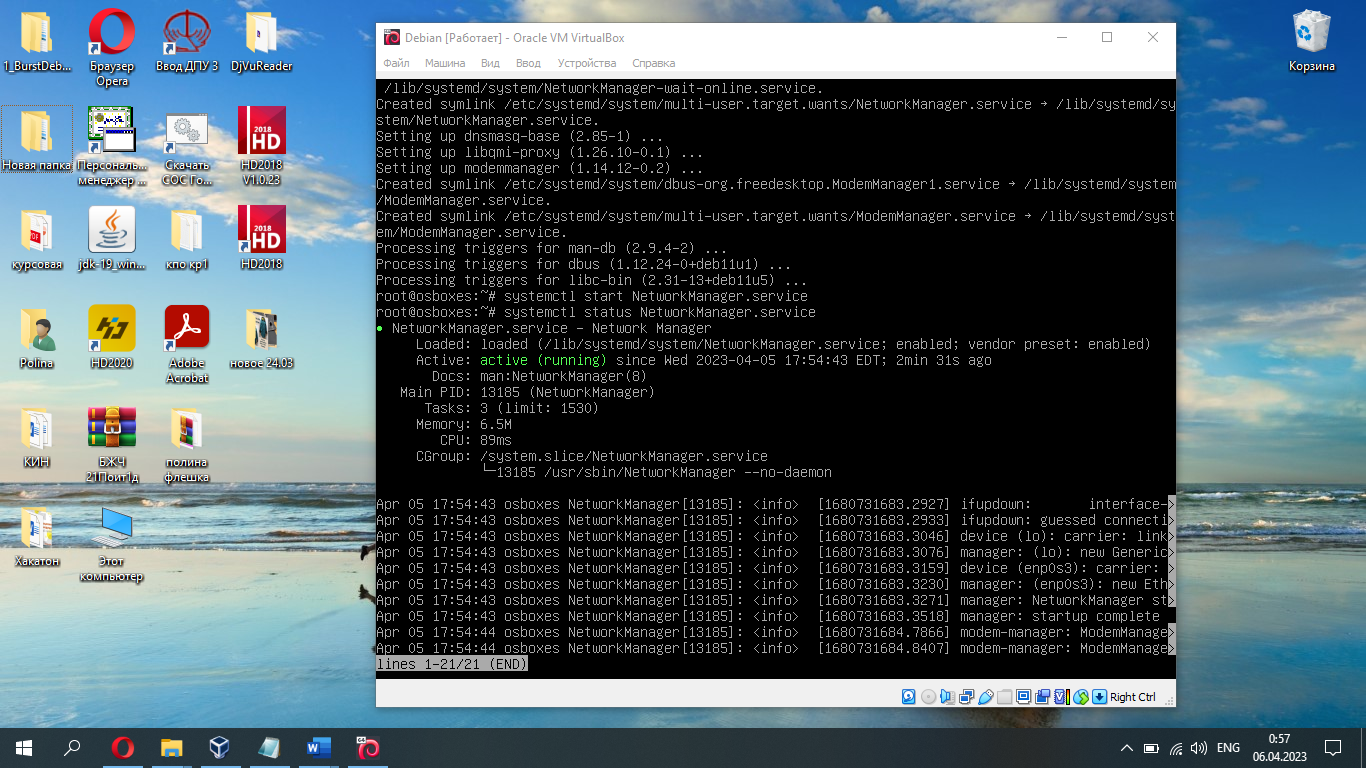 1_BurstDeb...
Браузер
Opera
Ввод ДПУ 3
DjVuReader
Новая папка
Персональ...
менеджер ...
Скачать
СОС Го...
2018
HD
HD2018
V1.0.23
курсовая
jdk-19_win...
кпо кр1
2018
HD
HD2018
Polina
HD2020
Adobe
Acrobat
новое 24.03
КИН
БЖЧ
21Поит1д
полина
флешка
Хакатон
Этот
компьютер
Корзина
Debian [Работает] - Oracle VM VirtualBox
Файл Машина Вид Ввод Устройства Справка
/lib/systemd/system/NetworkManager-wait-online.service.
Created symlink /etc/systemd/system/multi-user.target.wants/NetworkManager.service → /lib/systemd/sy
stem/NetworkManager.service.
Setting up dnsmasq-base (2.85-1) ...
Setting up libqmi-proxy (1.26.10-0.1) ...
Setting up modemmanager (1.14.12-0.2) ...
Created symlink /etc/systemd/system/dbus-org.freedesktop.ModemManager1.service → /lib/systemd/system
/ModemManager.service.
Created symlink /etc/systemd/system/multi-user.target.wants/ModemManager.service → /lib/systemd/syst
em/ModemManager.service.
Processing triggers for man-db (2.9.4-2) ...
Processing triggers for dbus (1.12.24-0+deb11u1) ...
Processing triggers for libc-bin (2.31-13+deb11u5) ...
root@osboxes:~# systemctl start NetworkManager.service
root@osboxes:~# systemctl status NetworkManager.service
● NetworkManager.service - Network Manager
Loaded: loaded (/lib/systemd/system/NetworkManager.service; enabled; vendor preset: enabled)
Active: active (running) since Wed 2023-04-05 17:54:43 EDT; 2min 31s ago
Docs: man:NetworkManager(8)
Main PID: 13185 (NetworkManager)
Tasks: 3 (limit: 1530)
Memory: 6.5M
CPU: 89ms
CGroup: /system.slice/NetworkManager.service
└─13185 /usr/sbin/NetworkManager --no-daemon
Apr 05 17:54:43 osboxes NetworkManager[13185]: <info> [1680731683.2927] ifupdown: interface->
Apr 05 17:54:43 osboxes NetworkManager[13185]: <info> [1680731683.2933] ifupdown: guessed connecti>
Apr 05 17:54:43 osboxes NetworkManager[13185]: <info> [1680731683.3046] device (lo): carrier: link>
Apr 05 17:54:43 osboxes NetworkManager[13185]: <info> [1680731683.3076] manager: (lo): new Generic>
Apr 05 17:54:43 osboxes NetworkManager[13185]: <info> [1680731683.3159] device (enp0s3): carrier: >
Apr 05 17:54:43 osboxes NetworkManager[13185]: <info> [1680731683.3230] manager: (enp0s3): new Eth>
Apr 05 17:54:43 osboxes NetworkManager[13185]: <info> [1680731683.3271] manager: NetworkManager st>
Apr 05 17:54:43 osboxes NetworkManager[13185]: <info> [1680731683.3518] manager: startup complete
Apr 05 17:54:44 osboxes NetworkManager[13185]: <info> [1680731684.7866] modem-manager: ModemManage>
Apr 05 17:54:44 osboxes NetworkManager[13185]: <info> [1680731684.8407] modem-manager: ModemManage>
lines 1-21/21 (END)
Right Ctrl
ENG
0:57
06.04.2023